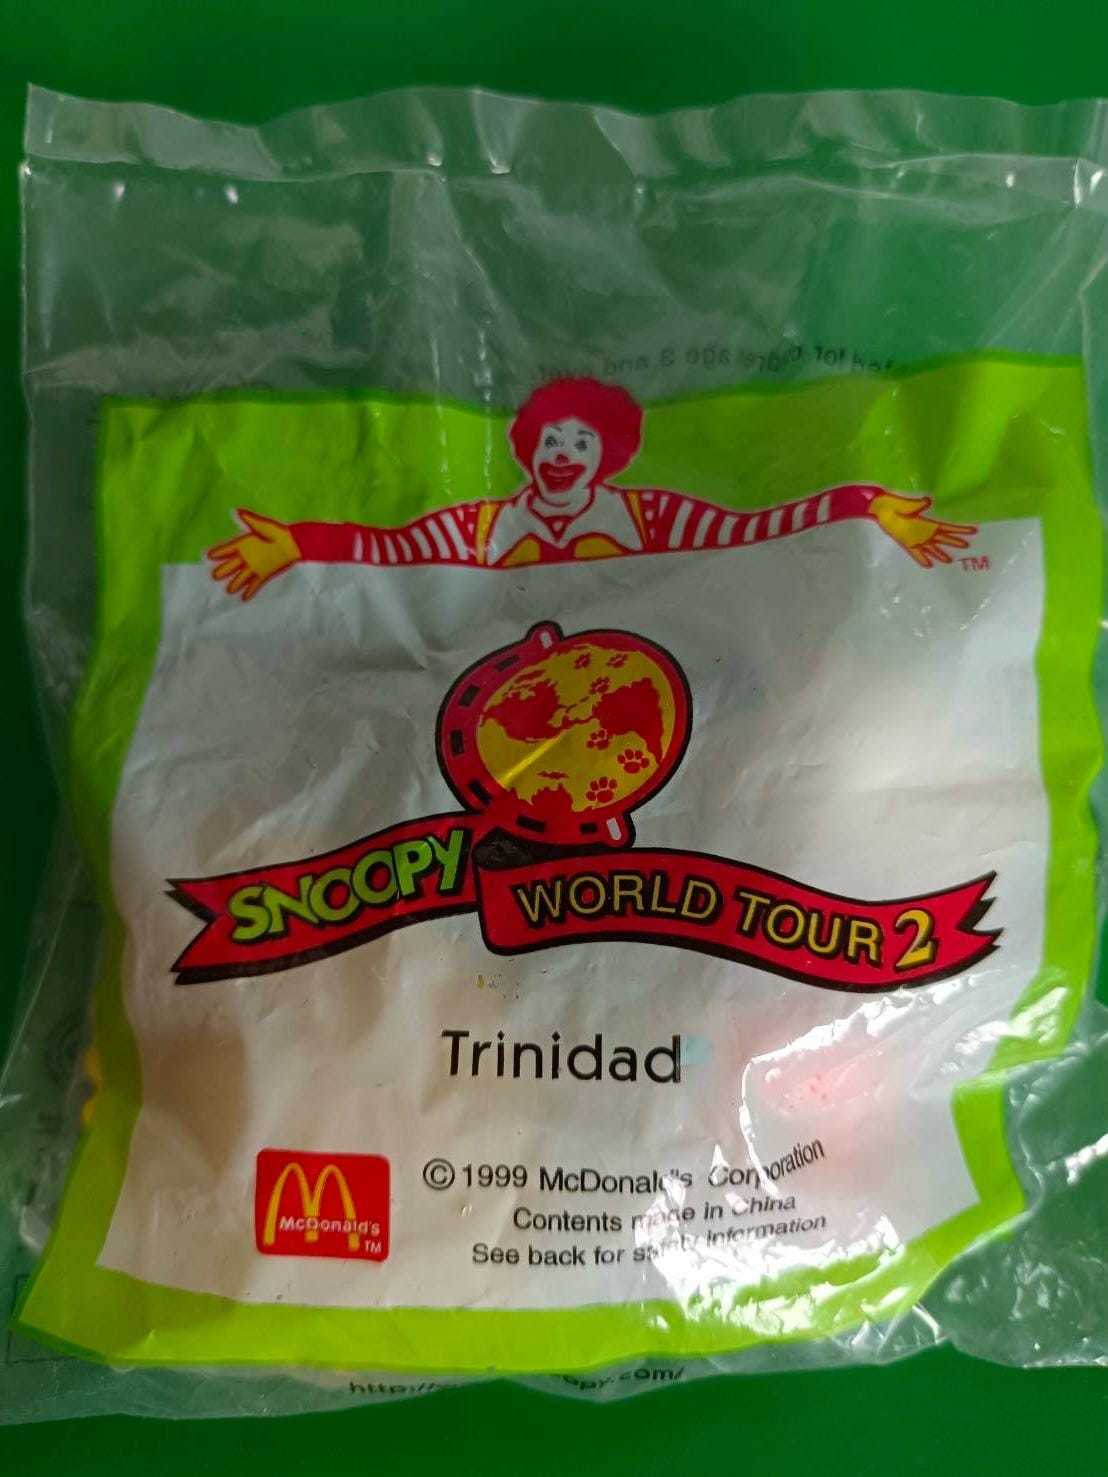 TM
SNOOPY WORLD TOUR 2
Trinidad
McDonald's
TM
© 1999 McDonald's Corporation
Contents made in China
See back for safety information